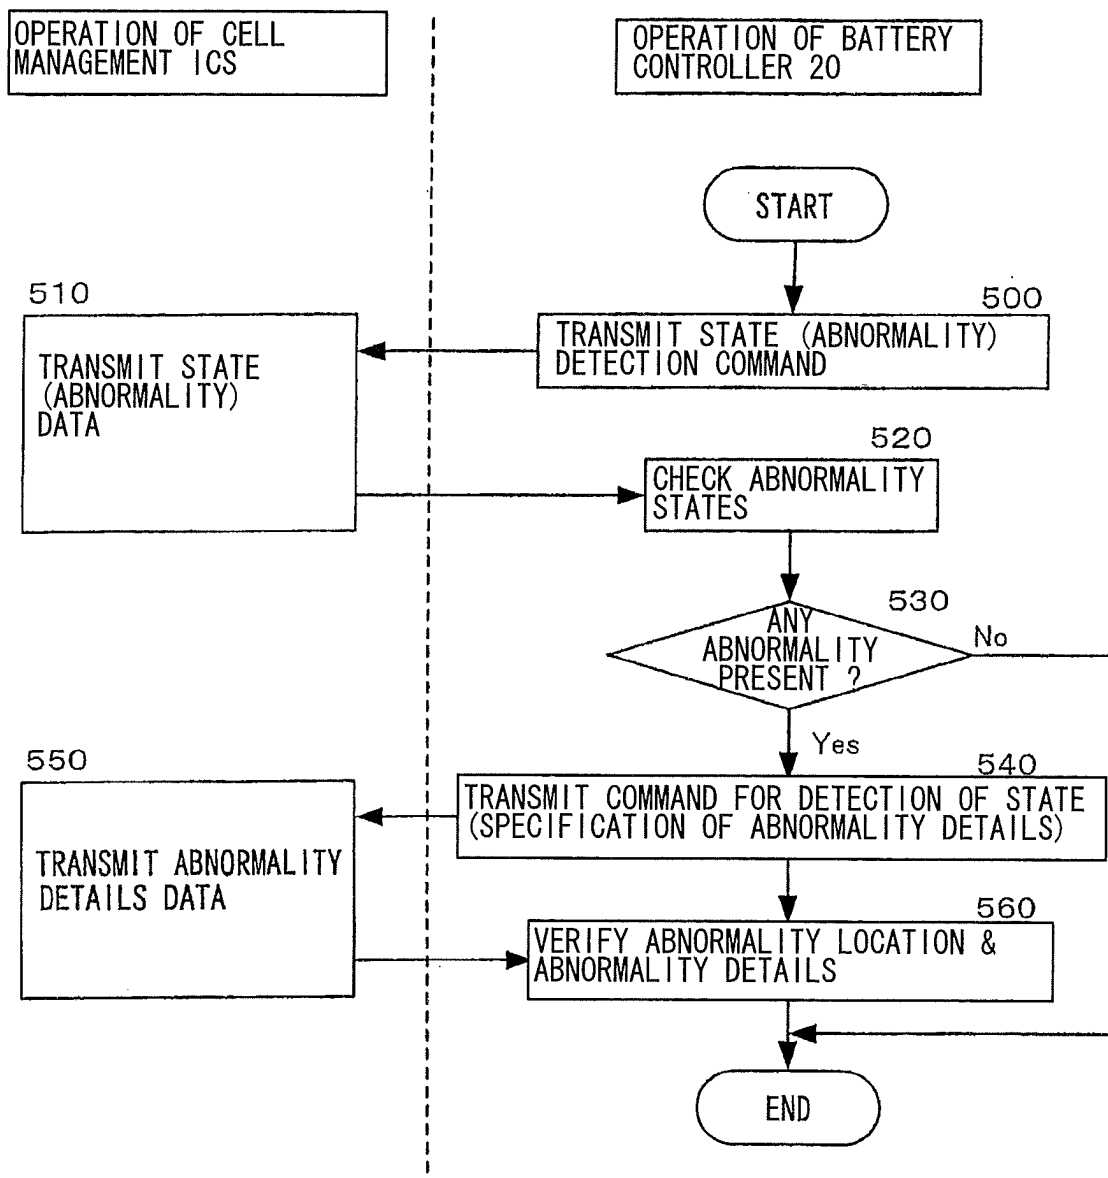 OPERATION OF CELL
MANAGEMENT ICS
OPERATION OF BATTERY
CONTROLLER 20
START
510
500
TRANSMIT STATE (ABNORMALITY)
DETECTION COMMAND
TRANSMIT STATE
(ABNORMALITY)
DATA
520
CHECK ABNORMALITY
STATES
530
ANY
ABNORMALITY
PRESENT ?
No
Yes
550
540
TRANSMIT COMMAND FOR DETECTION OF STATE
(SPECIFICATION OF ABNORMALITY DETAILS)
TRANSMIT ABNORMALITY
DETAILS DATA
560
VERIFY ABNORMALITY LOCATION &
ABNORMALITY DETAILS
END